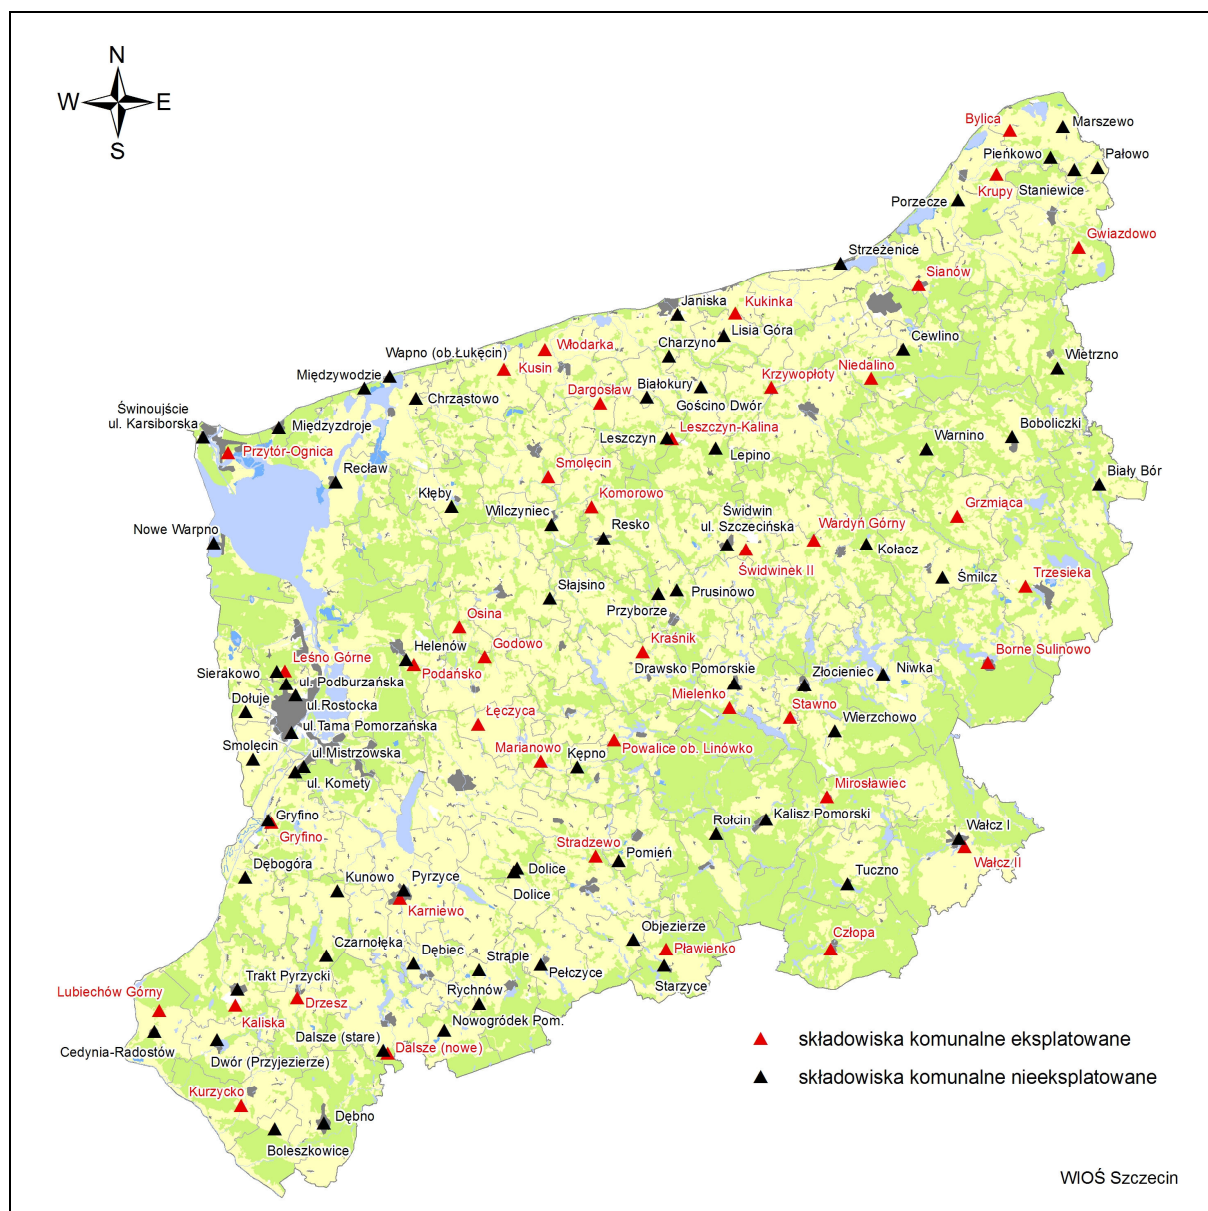 N
W E
S
Bylica
Marszewo
Pieńkowo
Pałowo
Krupy
Staniewice
Porzecze
Gwiazdowo
Strzeżenice
Sianów
Janiska
Kukinka
Lisia Góra
Włodarka
Charzyno
Cewlino
Wapno (ob.Łukęcin)
Kusin
Wietrzno
Międzywodzie
Niedalino
Krzywopłoty
Białokury
Dargosław
Chrząstowo
Gościno Dwór
Świnoujście
ul. Karsiborska
Międzyzdroje
Boboliczki
Leszczyn-Kalina
Leszczyn
Przytór-Ognica
Lepino
Warnino
Recław
Smolęcin
Biały Bór
Kłęby
Komorowo
Grzmiąca
Wilczyniec
Resko
Świdwin
ul. Szczecińska
Wardyń Górny
Nowe Warpno
Kołacz
Świdwinek II
Śmilcz
Trzesieka
Słajsino
Prusinowo
Przyborze
Osina
Godowo
Kraśnik
Helenów
Borne Sulinowo
Podańsko
Leśno Górne
Sierakowo
Drawsko Pomorskie
Złocieniec
Niwka
ul. Podburzańska
Dołuje
ul.Rostocka
Mielenko
Stawno
Łęczyca
ul.Tama Pomorzańska
Wierzchowo
Smolęcin
ul.Mistrzowska
Marianowo
Kępno
Powalice ob. Linówko
ul. Komety
Mirosławiec
Gryfino
Gryfino
Rołcin
Kalisz Pomorski
Wałcz I
Stradzewo
Pomień
Wałcz II
Dębogóra
Kunowo
Pyrzyce
Dolice
Dolice
Tuczno
Karniewo
Objezierze
Człopa
Czarnołęka
Dębiec
Strąpie
Pławienko
Pełczyce
Starzyce
Trakt Pyrzycki
Lubiechów Górny
Drzesz
Rychnów
Kaliska
Nowogródek Pom.
Cedynia-Radostów
Dwór (Przyjezierze)
Dalsze (stare)
Dalsze (nowe)
Kurzycko
Dębno
Boleszkowice
składowiska komunalne eksplatowane
składowiska komunalne nieeksplatowane
WIOŚ Szczecin